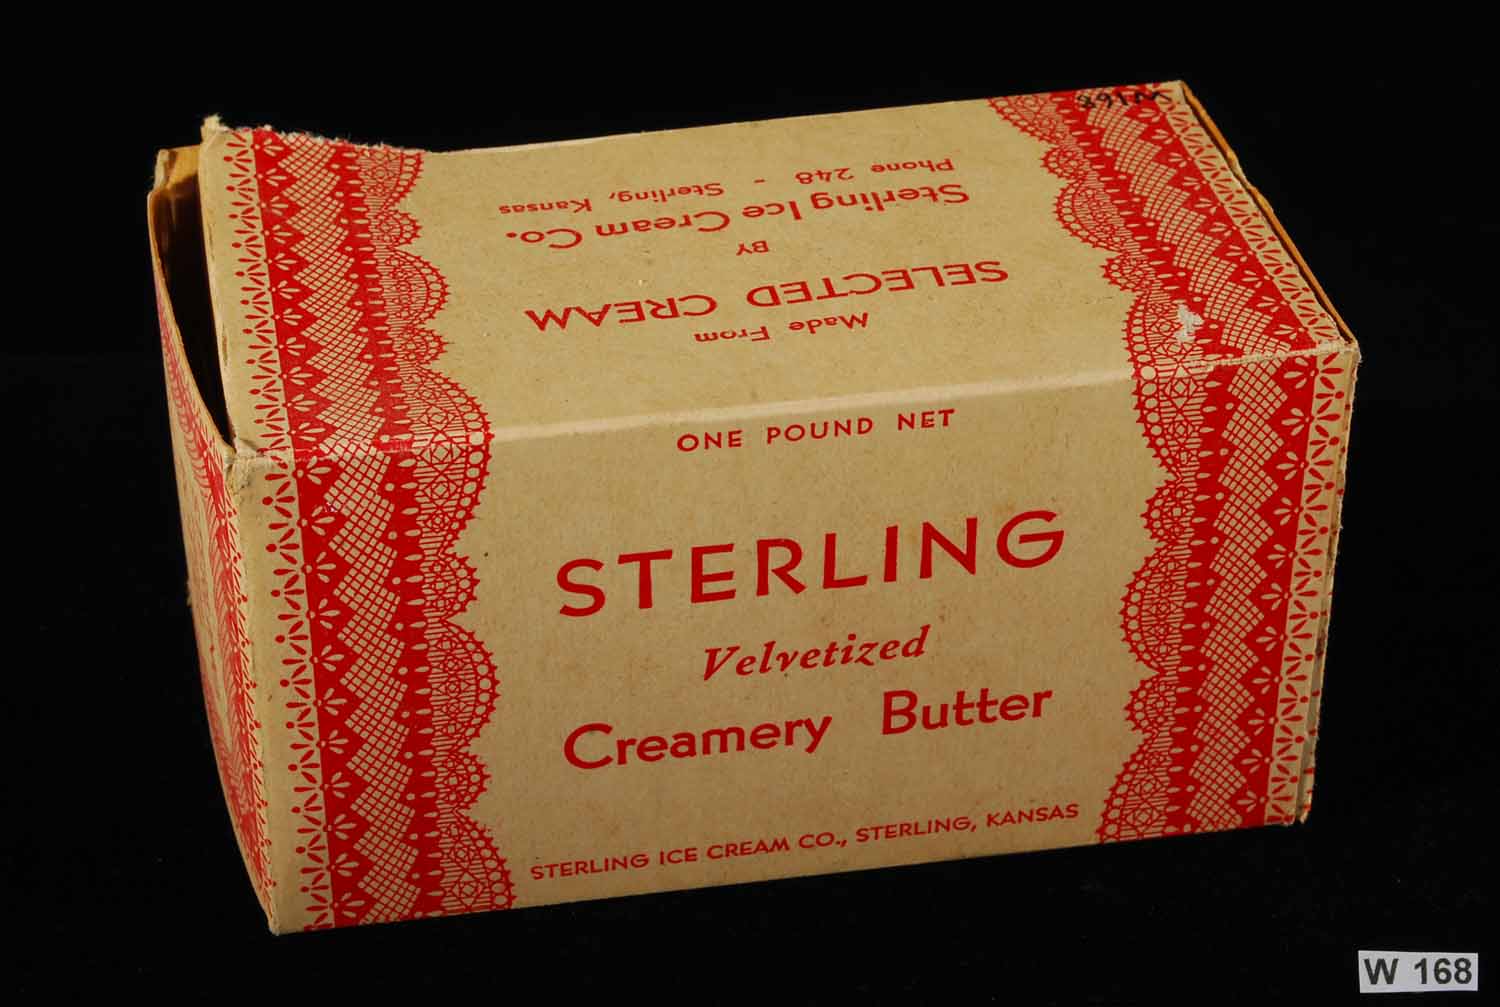 W168
Phone 248 - Sterling, Kansas
Sterling Ice Cream Co.
BY
SELECTED CREAM
Made From
ONE POUND NET
STERLING
Velvetized
Creamery Butter
STERLING ICE CREAM CO., STERLING, KANSAS
W 168